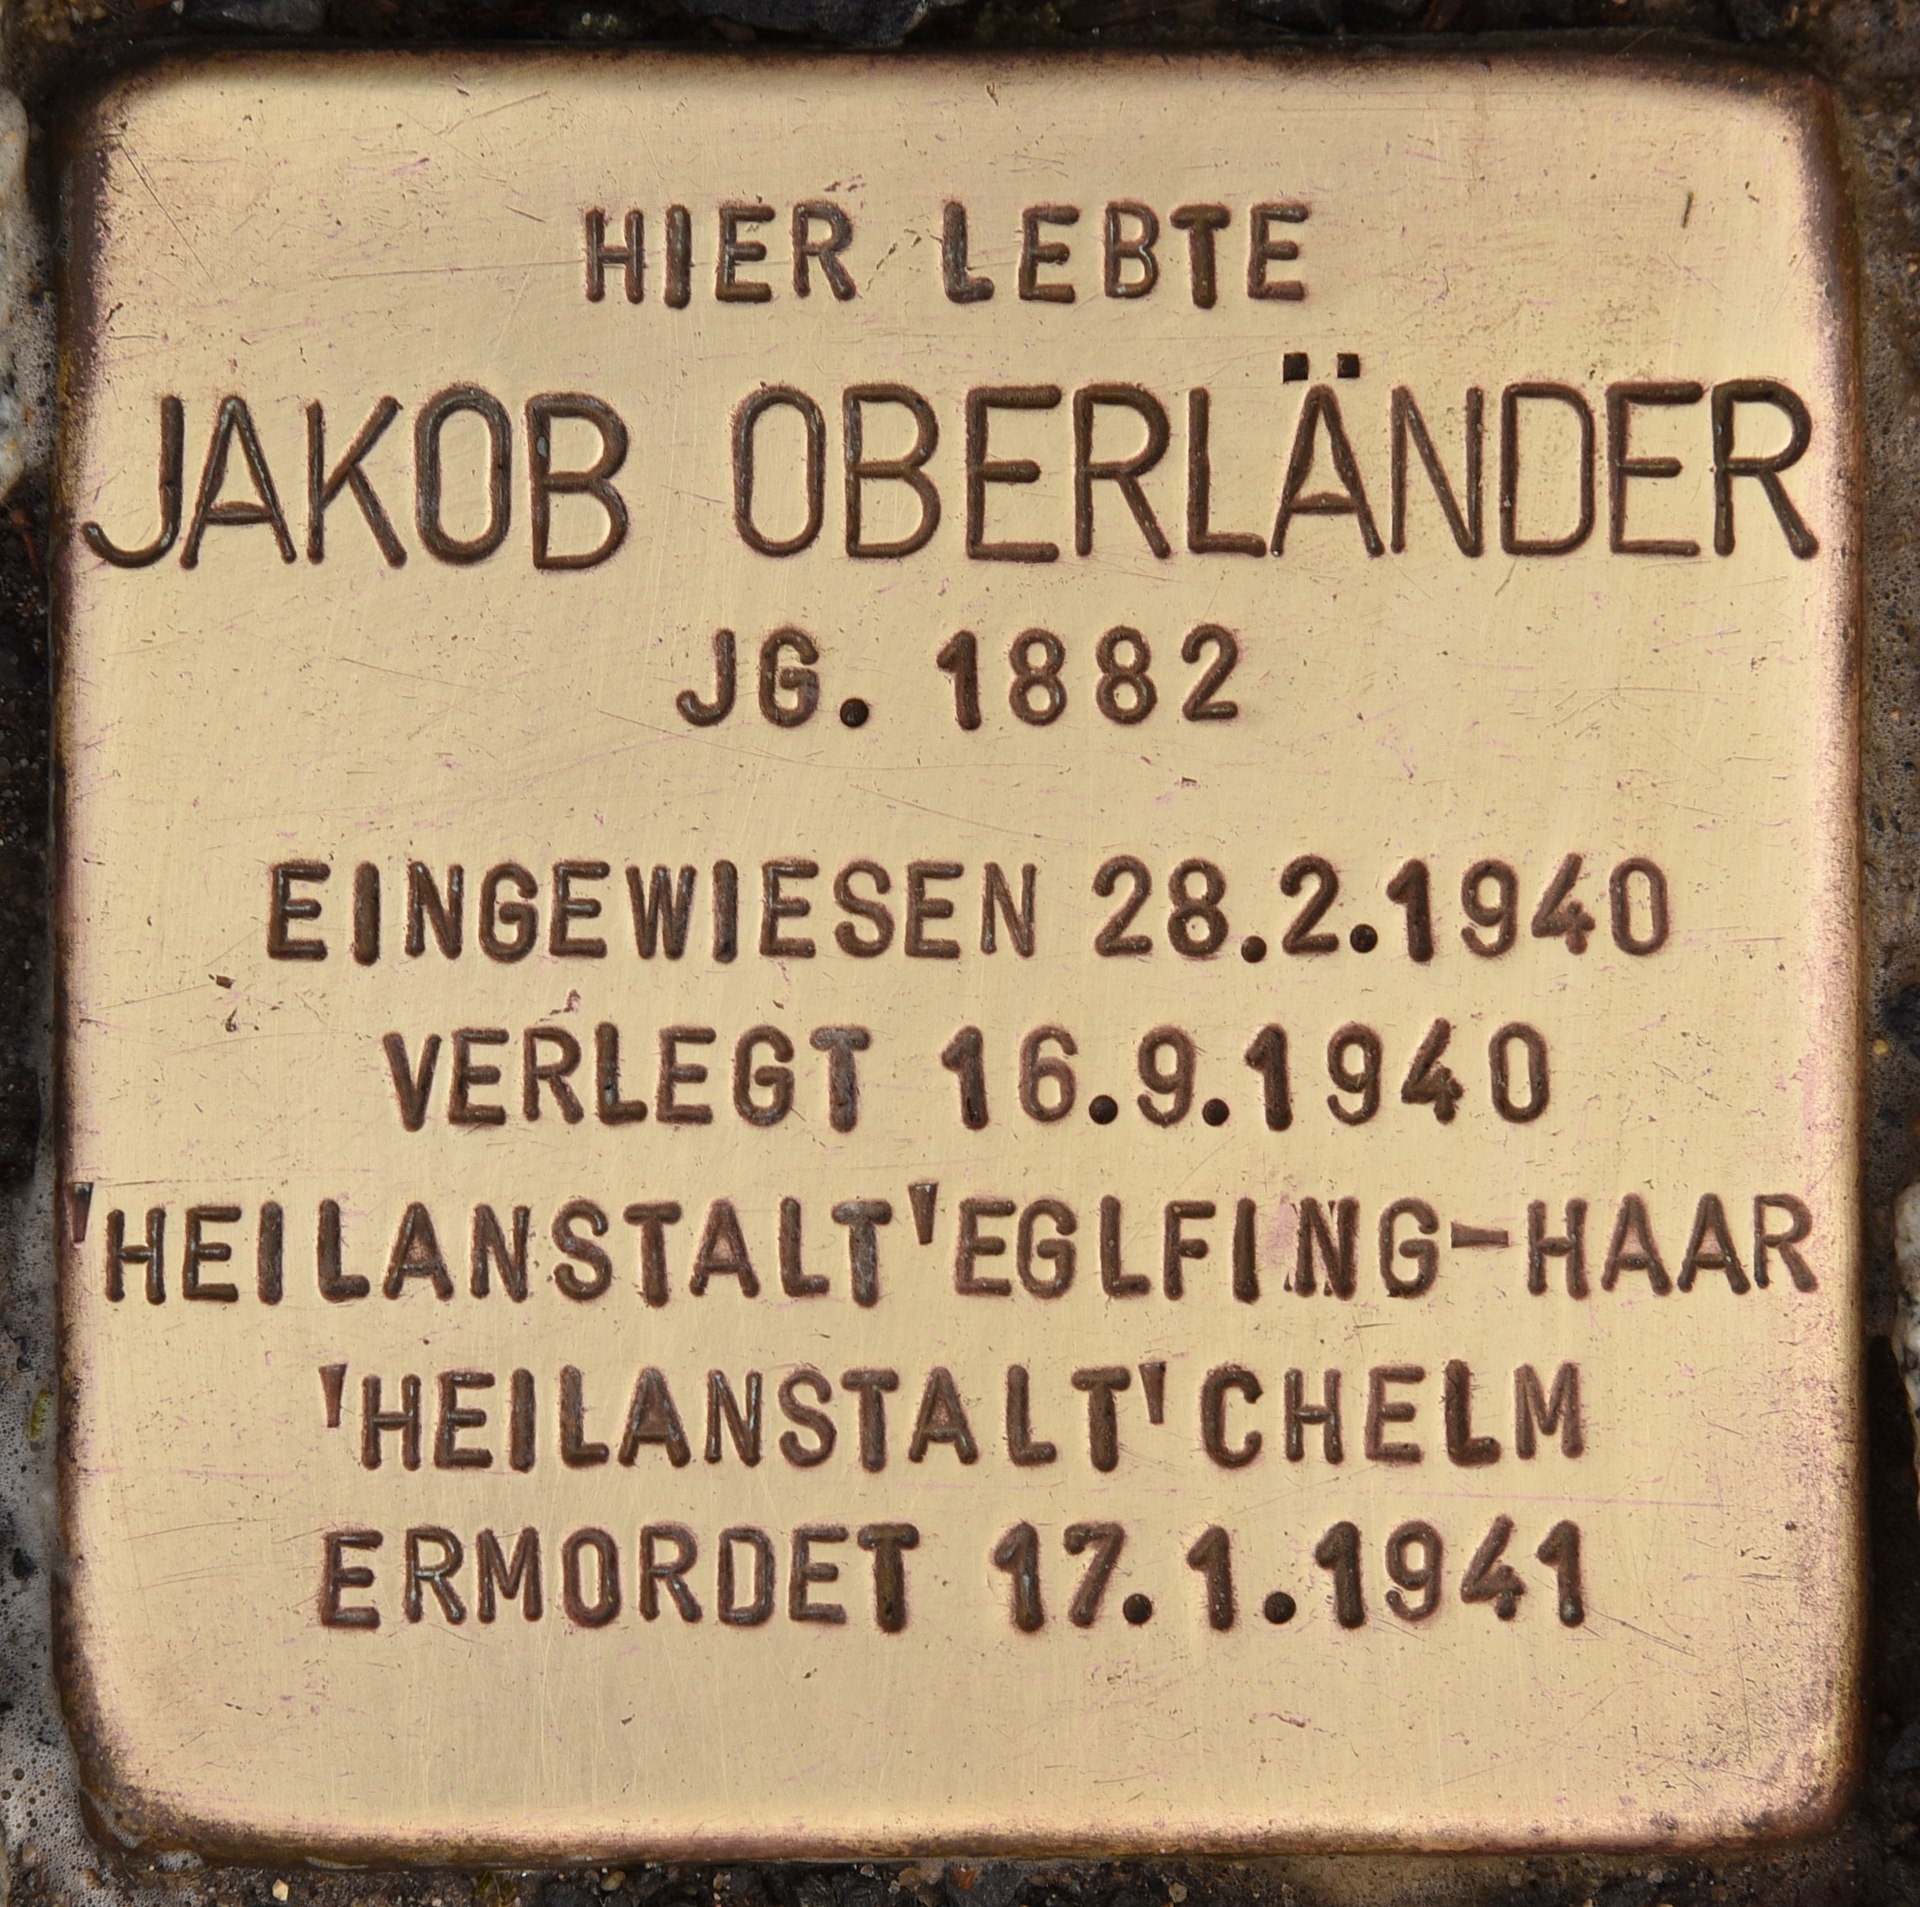 HIER LEBTE
JAKOB OBERLÄNDER
JG. 1882
EINGEWIESEN 28.2.1940
VERLEGT 16.9.1940
'HEILANSTALT'EGLFING-HAAR
'HEILANSTALT'CHELM
ERMORDET 17.1.1941